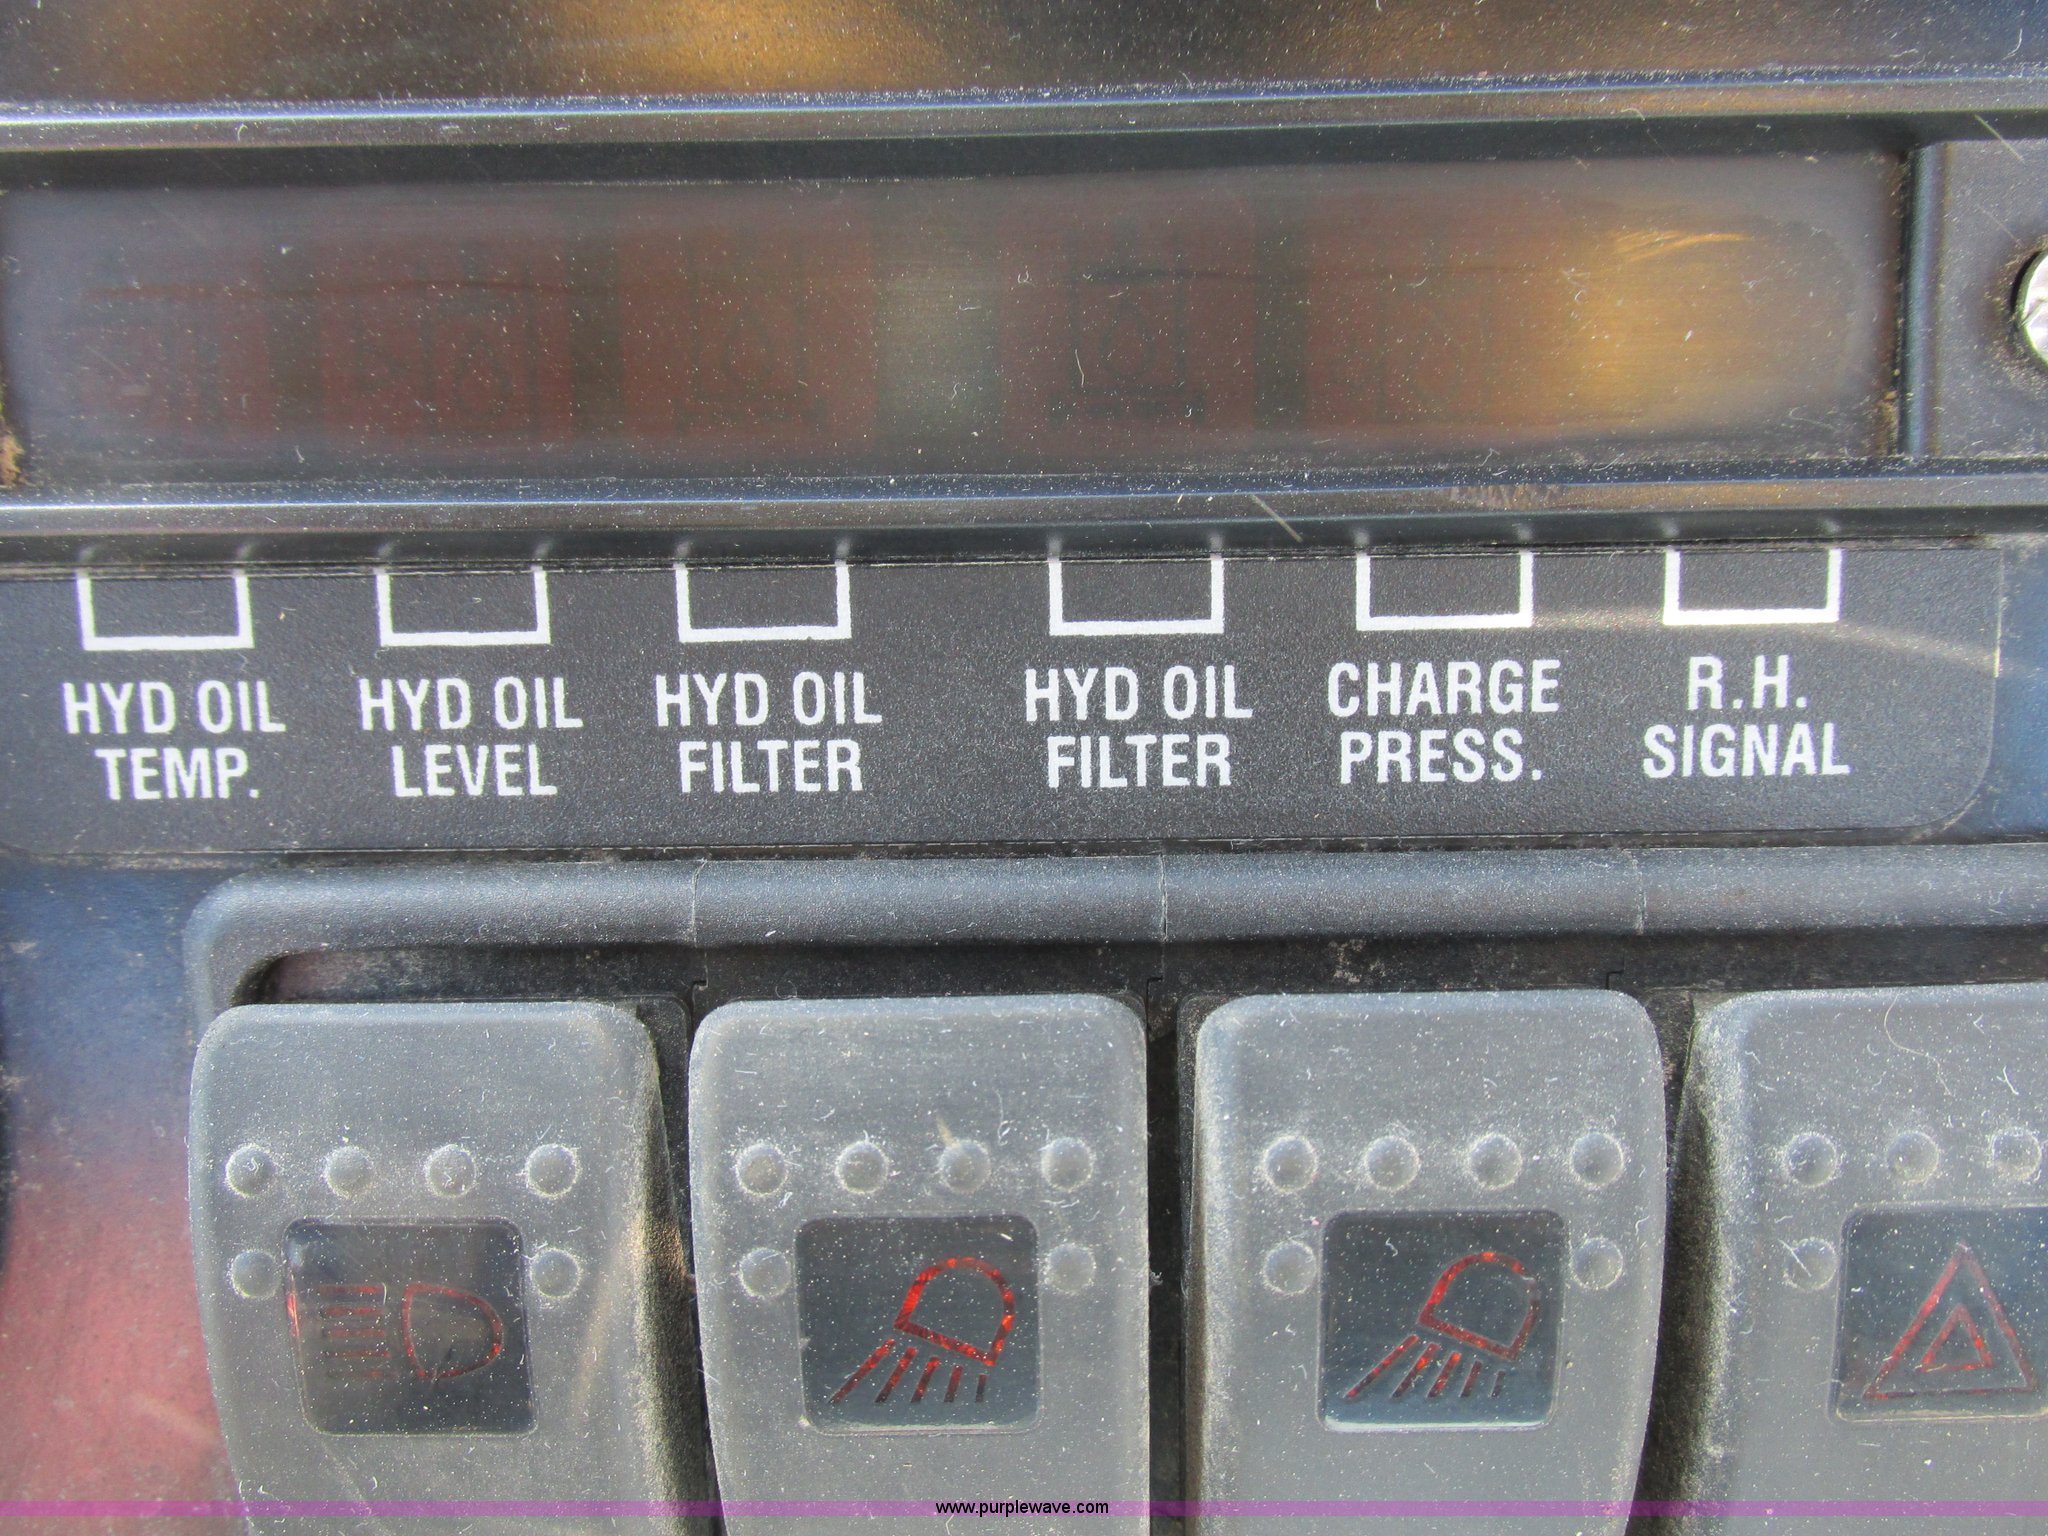 HYD OIL
TEMP.
HYD OIL
LEVEL
HYD OIL
FILTER
HYD OIL
FILTER
CHARGE
PRESS.
R.H.
SIGNAL
www.purplewave.com